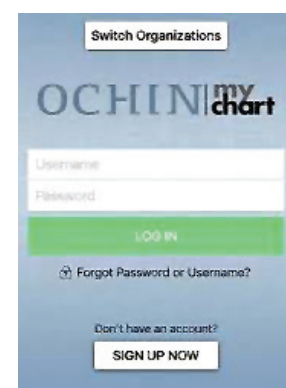 Switch Organizations
OCHIN my chart
Username
Password
LOG IN
Forgot Password or Username?
Don't have an account?
SIGN UP NOW